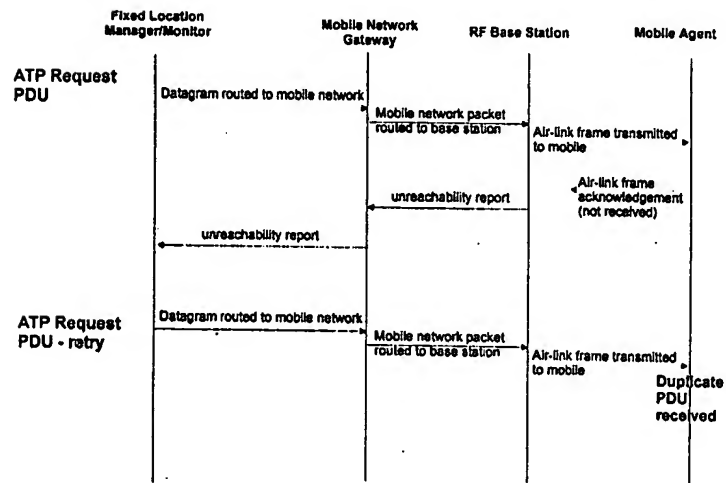 Fixed Location
Manager/Monitor
Mobile Network
Gateway
RF Base Station
Mobile Agent
ATP Request
PDU
Datagram routed to mobile network
Mobile network packet
routed to base station
Air-link frame transmitted
to mobile
Air-link frame
acknowledgement
(not received)
unreachability report
unreachability report
ATP Request
PDU - retry
Datagram routed to mobile network
Mobile network packet
routed to base station
Air-link frame transmitted
to mobile
Duplicate
PDU
received